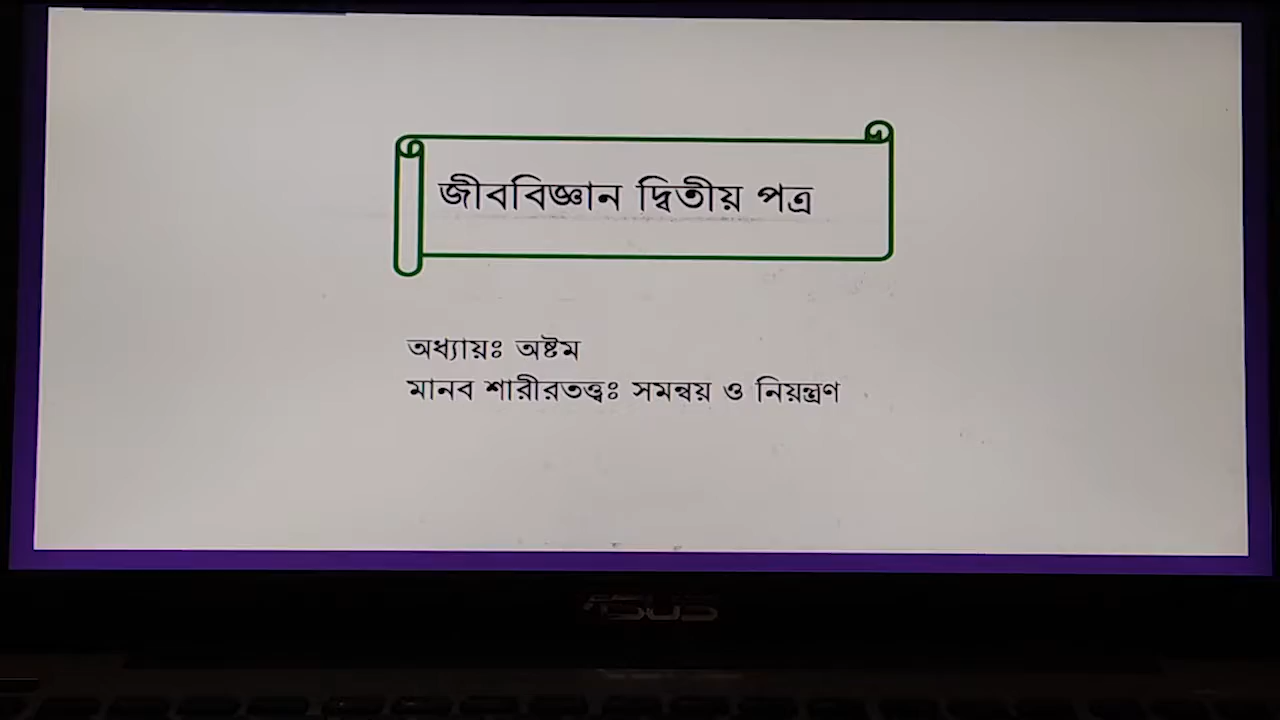 জীববিজ্ঞান দ্বিতীয় পত্র
অধ্যায়ঃ অষ্টম
মানব শারীরতত্ত্বঃ সমন্বয় ও নিয়ন্ত্রণ
ASUS